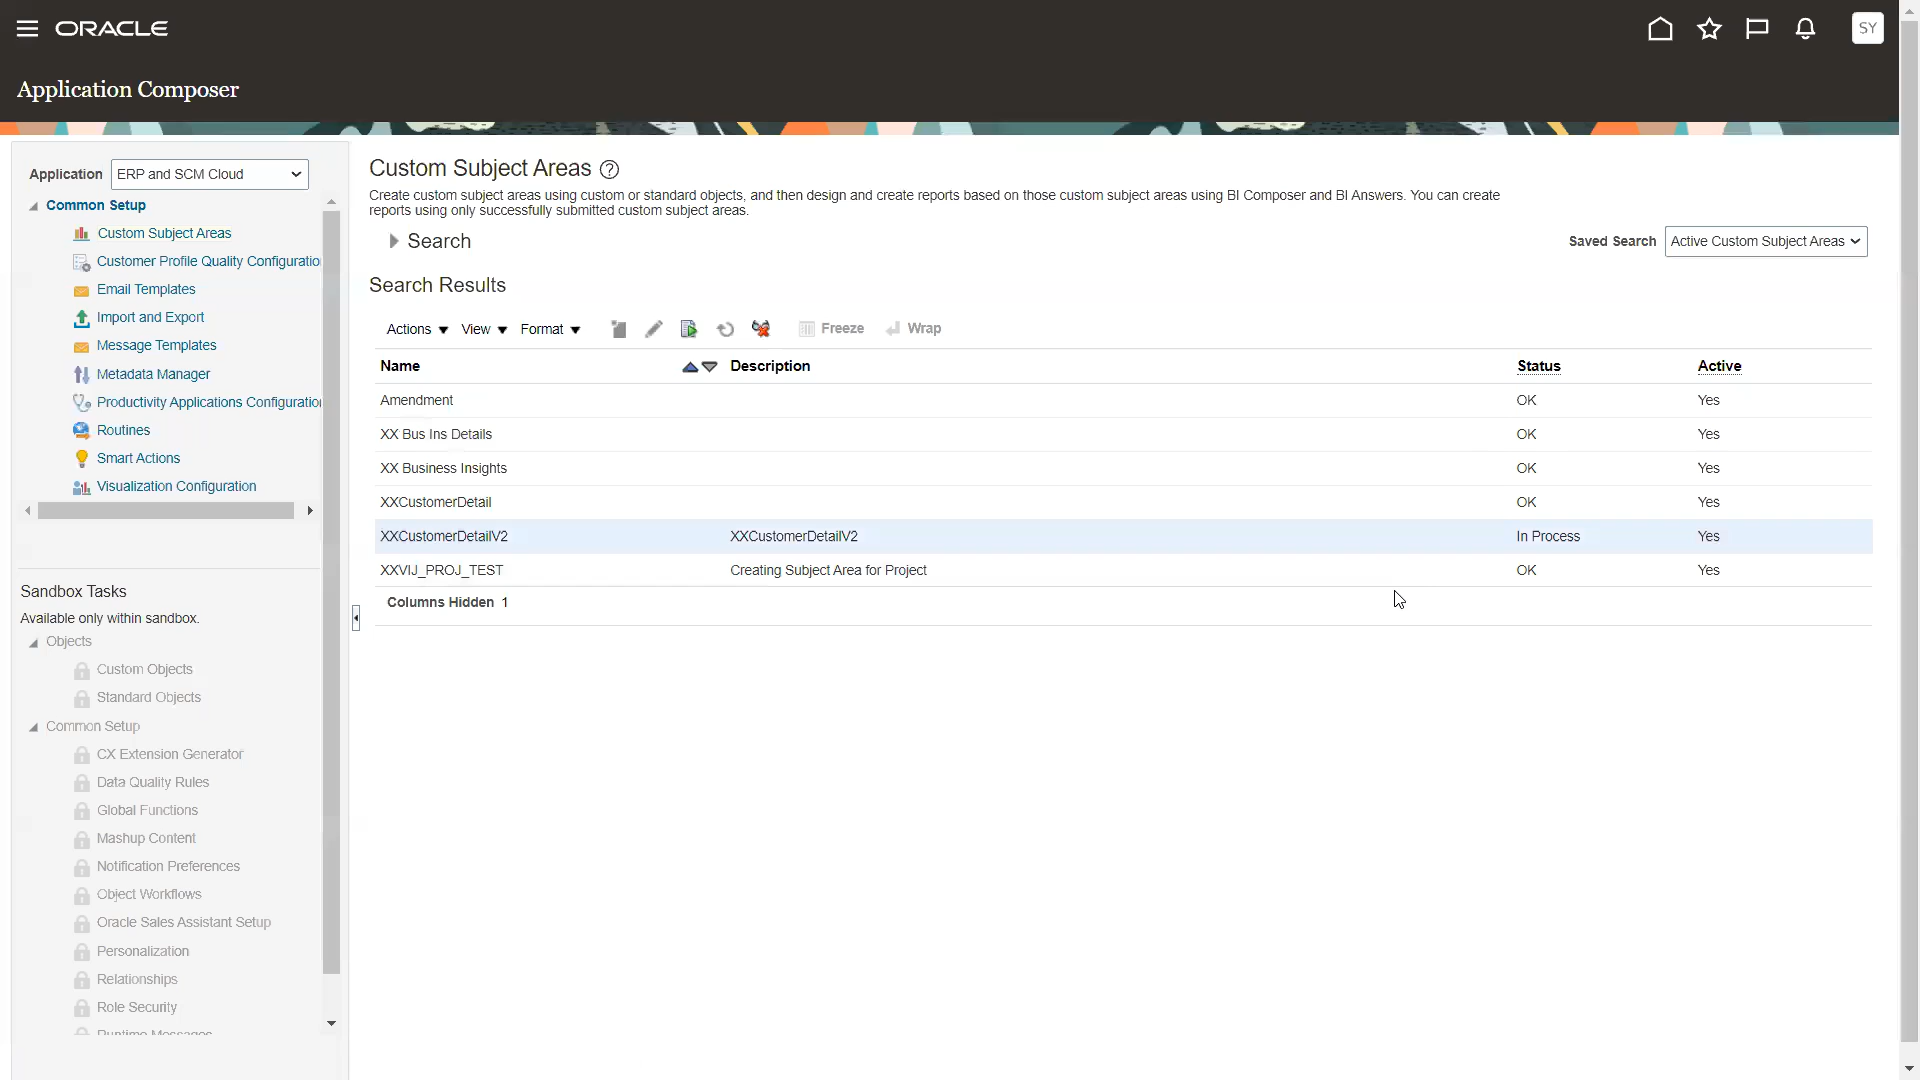 ORACLE
SY
Application Composer
Application ERP and SCM Cloud
Common Setup
Custom Subject Areas
Customer Profile Quality Configuratio
Email Templates
Import and Export
Message Templates
Metadata Manager
Productivity Applications Configuratio
Routines
Smart Actions
Visualization Configuration
Sandbox Tasks
Available only within sandbox.
Objects
Custom Objects
Standard Objects
Common Setup
CX Extension Generator
Data Quality Rules
Global Functions
Mashup Content
Notification Preferences
Object Workflows
Oracle Sales Assistant Setup
Personalization
Relationships
Role Security
Runtime Messages
Custom Subject Areas ?
Create custom subject areas using custom or standard objects, and then design and create reports based on those custom subject areas using BI Composer and BI Answers. You can create
reports using only successfully submitted custom subject areas.
Search
Saved Search Active Custom Subject Areas
Search Results
Actions View Format Freeze Wrap
Name Description Status Active
Amendment OK Yes
XX Bus Ins Details OK Yes
XX Business Insights OK Yes
XXCustomerDetail OK Yes
XXCustomerDetailV2 XXCustomerDetailV2 In Process Yes
XXVIJ_PROJ_TEST Creating Subject Area for Project OK Yes
Columns Hidden 1